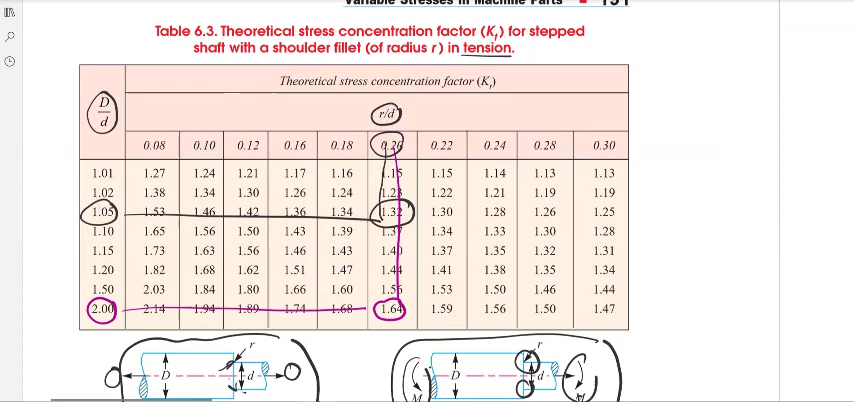 Variable Stresses in Machine Parts ■ 191
Table 6.3. Theoretical stress concentration factor (Kt) for stepped
shaft with a shoulder fillet (of radius r) in tension.
D/d
Theoretical stress concentration factor (Kt)
r/d
0.08 0.10 0.12 0.16 0.18 0.20 0.22 0.24 0.28 0.30
1.01 1.27 1.24 1.21 1.17 1.16 1.15 1.15 1.14 1.13 1.13
1.02 1.38 1.34 1.30 1.26 1.24 1.23 1.22 1.21 1.19 1.19
1.05 1.53 1.46 1.42 1.36 1.34 1.32 1.30 1.28 1.26 1.25
1.10 1.65 1.56 1.50 1.43 1.39 1.37 1.34 1.33 1.30 1.28
1.15 1.73 1.63 1.56 1.46 1.43 1.40 1.37 1.35 1.32 1.31
1.20 1.82 1.68 1.62 1.51 1.47 1.44 1.41 1.38 1.35 1.34
1.50 2.03 1.84 1.80 1.66 1.60 1.56 1.53 1.50 1.46 1.44
2.00 2.14 1.94 1.89 1.74 1.68 1.64 1.59 1.56 1.50 1.47
r r
D d D d
M M